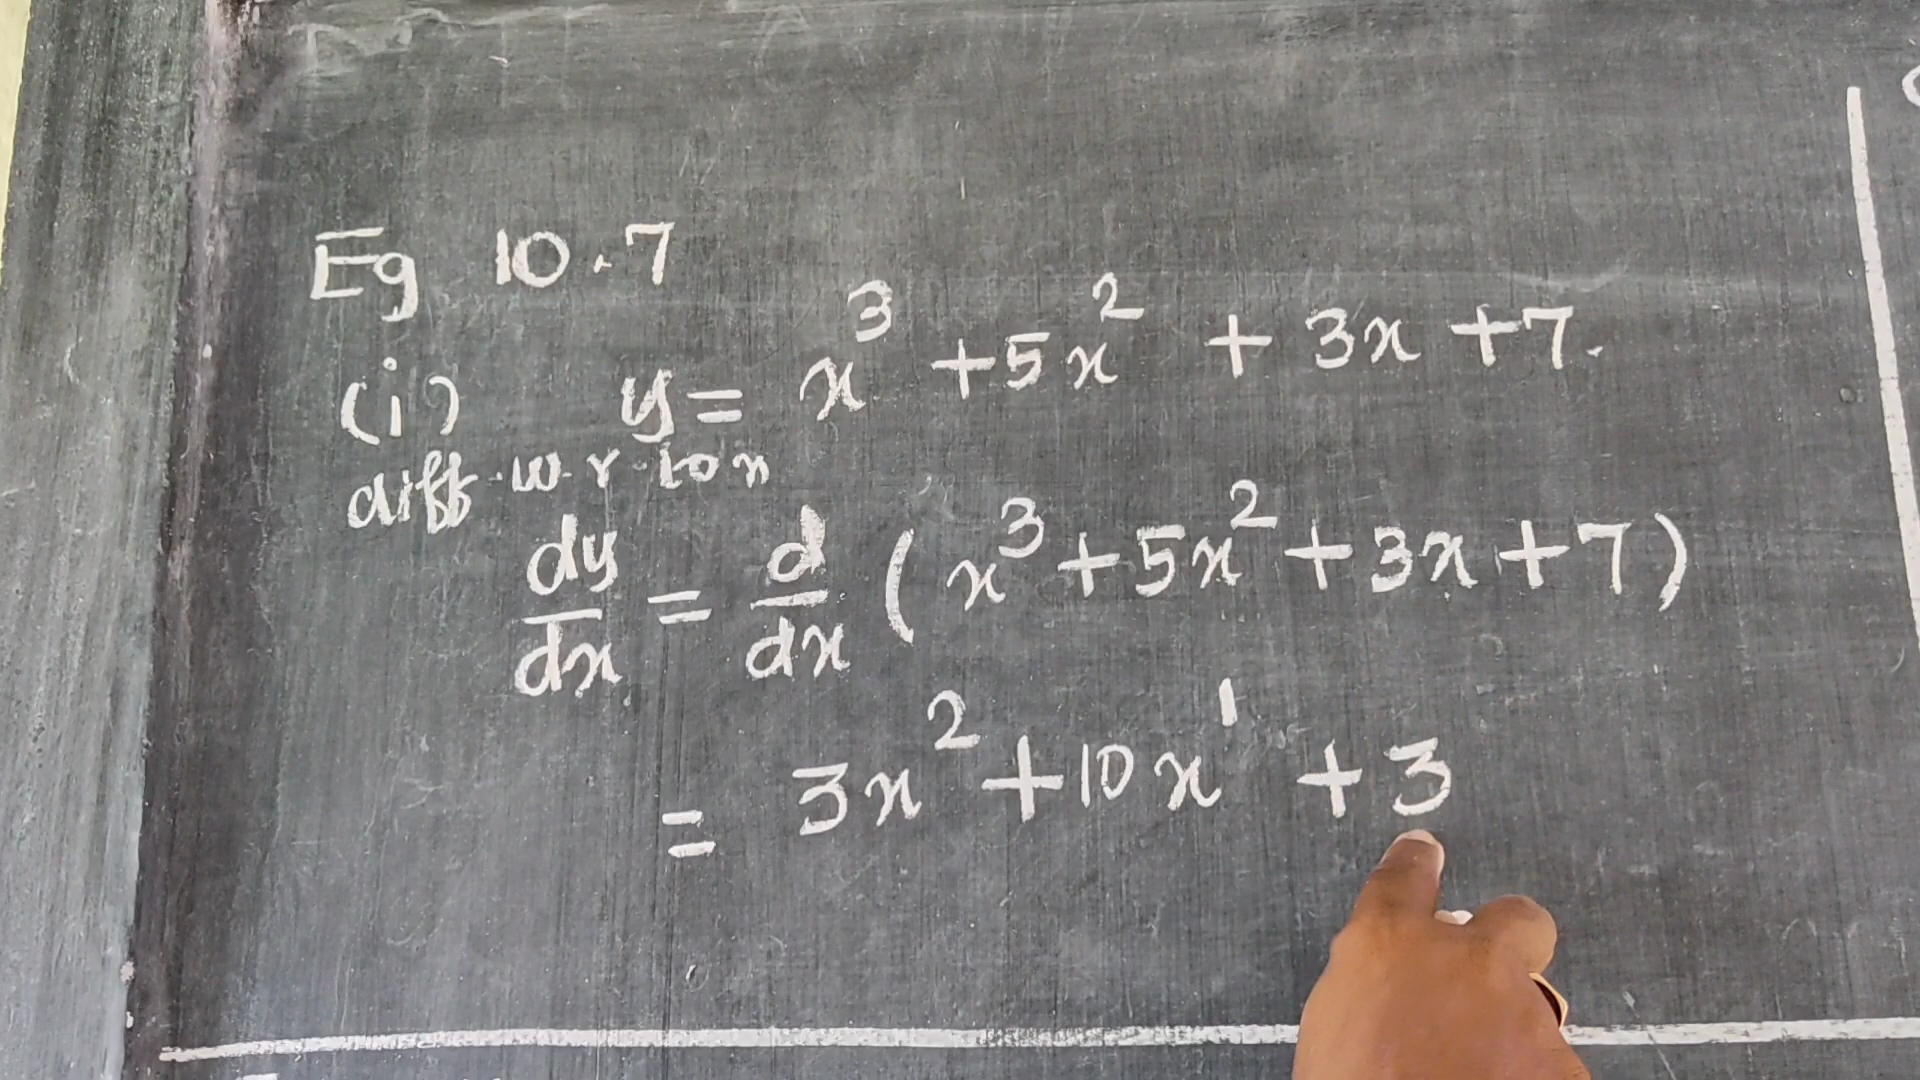 Eg 10.7
(i) y = x³ + 5x² + 3x + 7.
diff. w. r to x
dy/dx = d/dx (x³ + 5x² + 3x + 7)
= 3x² + 10x¹ + 3